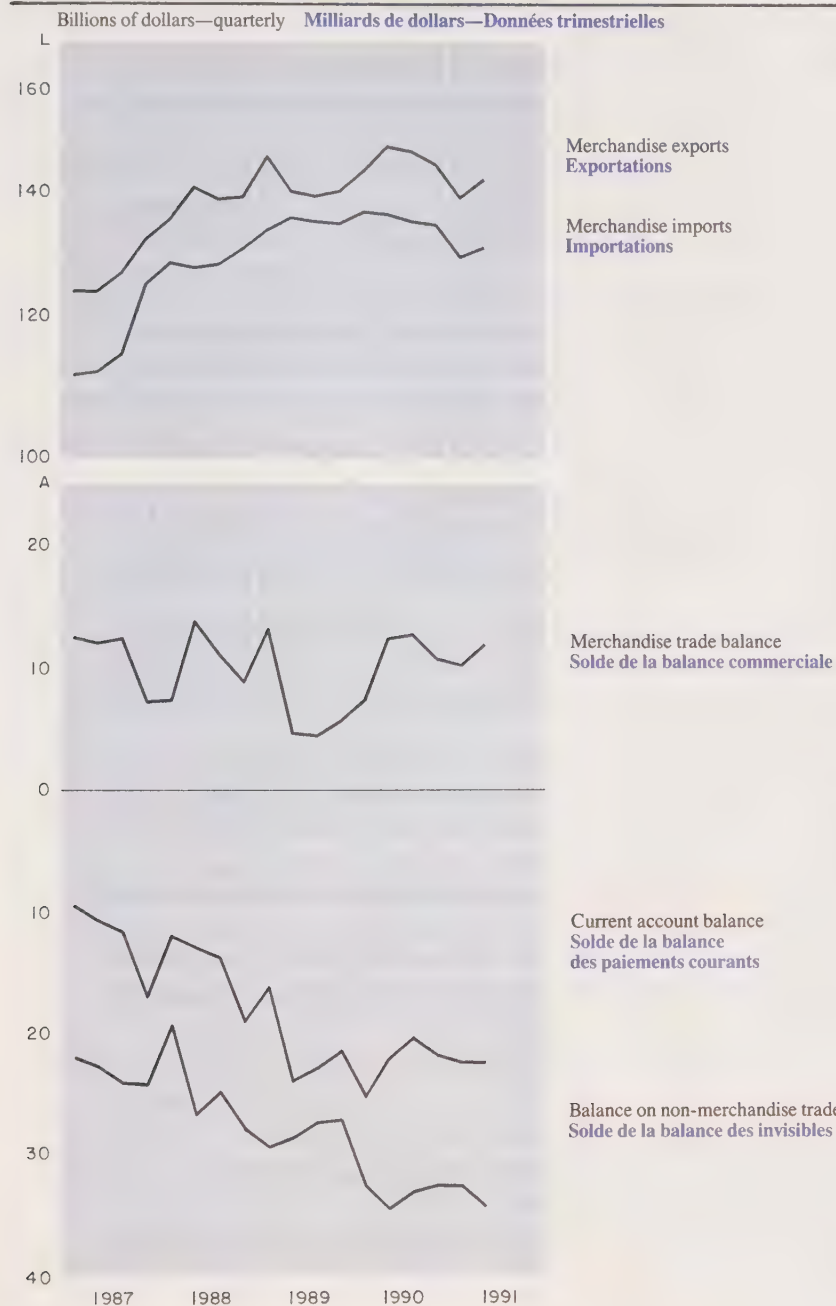 Billions of dollars—quarterly Milliards de dollars—Données trimestrielles
L
160
140
120
100
Merchandise exports
Exportations
Merchandise imports
Importations
A
20
10
0
10
20
30
40
Merchandise trade balance
Solde de la balance commerciale
Current account balance
Solde de la balance
des paiements courants
Balance on non-merchandise trade
Solde de la balance des invisibles
1987 1988 1989 1990 1991